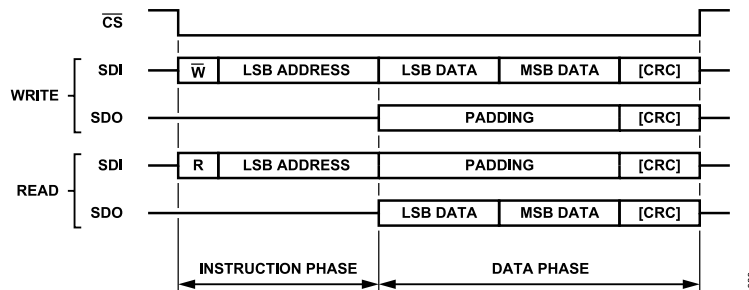 CS
SDI W LSB ADDRESS LSB DATA MSB DATA [CRC]
WRITE
SDO PADDING [CRC]
SDI R LSB ADDRESS PADDING [CRC]
READ
SDO LSB DATA MSB DATA [CRC]
INSTRUCTION PHASE DATA PHASE